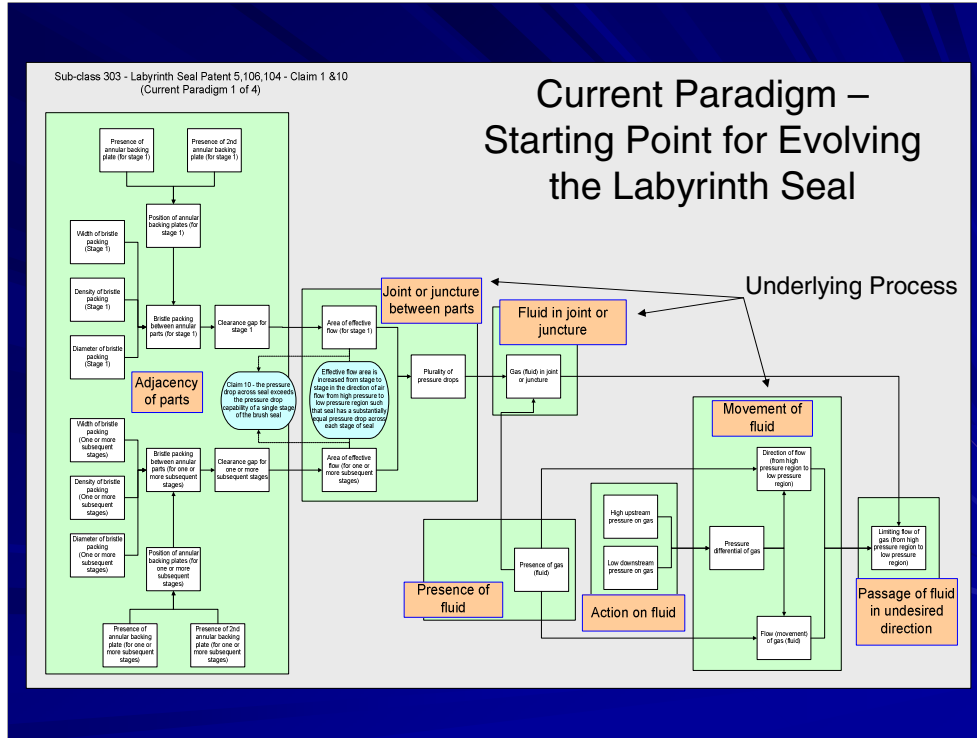 Sub-class 303 - Labyrinth Seal Patent 5,106,104 - Claim 1 &10
(Current Paradigm 1 of 4)
Current Paradigm –
Starting Point for Evolving
the Labyrinth Seal
Presence of
annular backing
plate (for stage 1)
Presence of 2nd
annular backing
plate (for stage 1)
Position of annular
backing plates (for
stage 1)
Width of bristle
packing
(Stage 1)
Density of bristle
packing
(Stage 1)
Diameter of bristle
packing
(Stage 1)
Bristle packing
between annular
parts (for stage 1)
Clearance gap for
stage 1
Adjacency
of parts
Width of bristle
packing
(One or more
subsequent
stages)
Density of bristle
packing
(One or more
subsequent
stages)
Diameter of bristle
packing
(One or more
subsequent
stages)
Bristle packing
between annular
parts (for one or
more subsequent
stages)
Clearance gap for
one or more
subsequent stages
Position of annular
backing plates (for
one or more
subsequent
stages)
Presence of
annular backing
plate (for one or
more subsequent
stages)
Presence of 2nd
annular backing
plate (for one or
more subsequent
stages)
Claim 10 - the pressure
drop across seal exceeds
the pressure drop
capability of a single stage
of the brush seal
Joint or juncture
between parts
Area of effective
flow (for stage 1)
Effective flow area is
increased from stage to
stage in the direction of air
flow from high pressure to
low pressure region such
that seal has a substantially
equal pressure drop across
each stage of seal
Area of effective
flow (for one or
more subsequent
stages)
Plurality of
pressure drops
Fluid in joint or
juncture
Gas (fluid) in joint
or juncture
Underlying Process
Presence of
fluid
Presence of gas
(fluid)
High upstream
pressure on gas
Low downstream
pressure on gas
Action on fluid
Movement of
fluid
Direction of flow
(from high
pressure region to
low pressure
region)
Pressure
differential of gas
Flow (movement)
of gas (fluid)
Limiting flow of
gas (from high
pressure region to
low pressure
region)
Passage of fluid
in undesired
direction